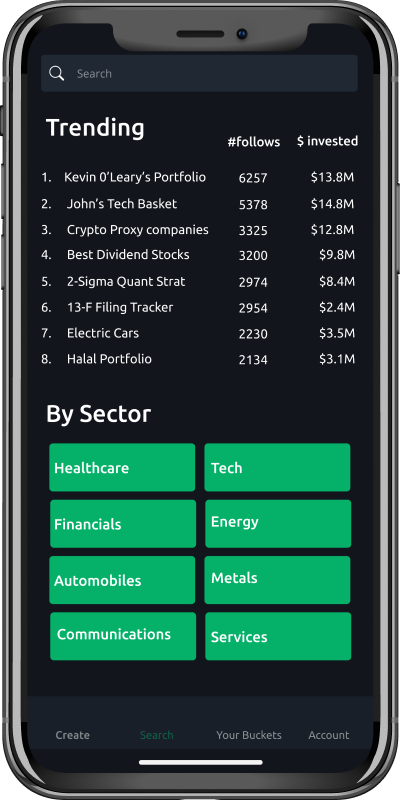 Search
Trending
#follows $ invested
1. Kevin O’Leary’s Portfolio 6257 $13.8M
2. John’s Tech Basket 5378 $14.8M
3. Crypto Proxy companies 3325 $12.8M
4. Best Dividend Stocks 3200 $9.8M
5. 2-Sigma Quant Strat 2974 $8.4M
6. 13-F Filing Tracker 2954 $2.4M
7. Electric Cars 2230 $3.5M
8. Halal Portfolio 2134 $3.1M
By Sector
Healthcare Tech
Financials Energy
Automobiles Metals
Communications Services
Create Search Your Buckets Account